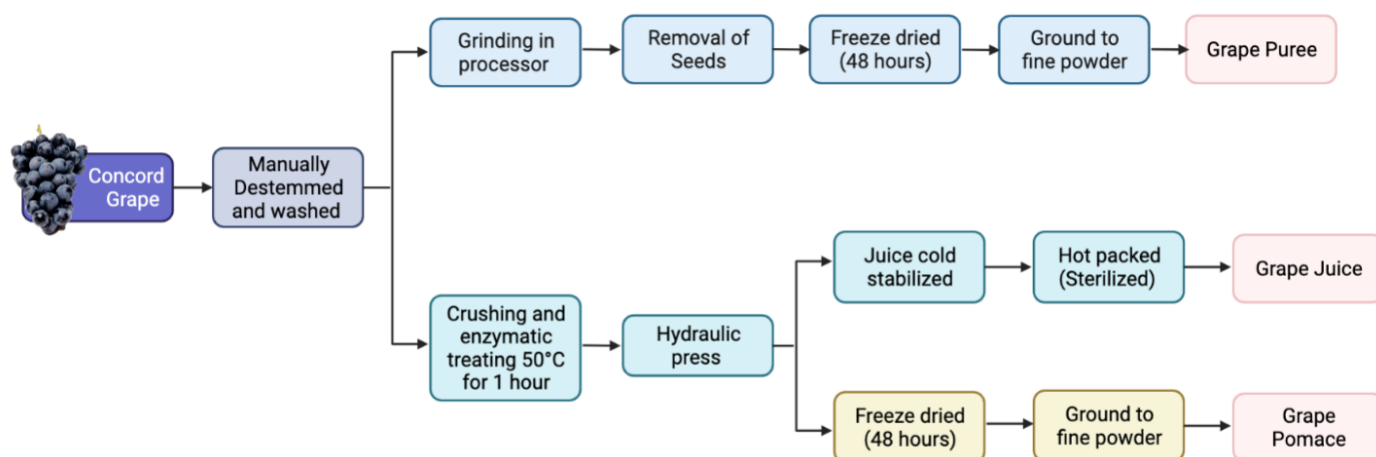 Concord
Grape
Manually
Destemmed
and washed
Grinding in
processor
Removal of
Seeds
Freeze dried
(48 hours)
Ground to
fine powder
Grape Puree
Crushing and
enzymatic
treating 50°C
for 1 hour
Hydraulic
press
Juice cold
stabilized
Hot packed
(Sterilized)
Grape Juice
Freeze dried
(48 hours)
Ground to
fine powder
Grape
Pomace